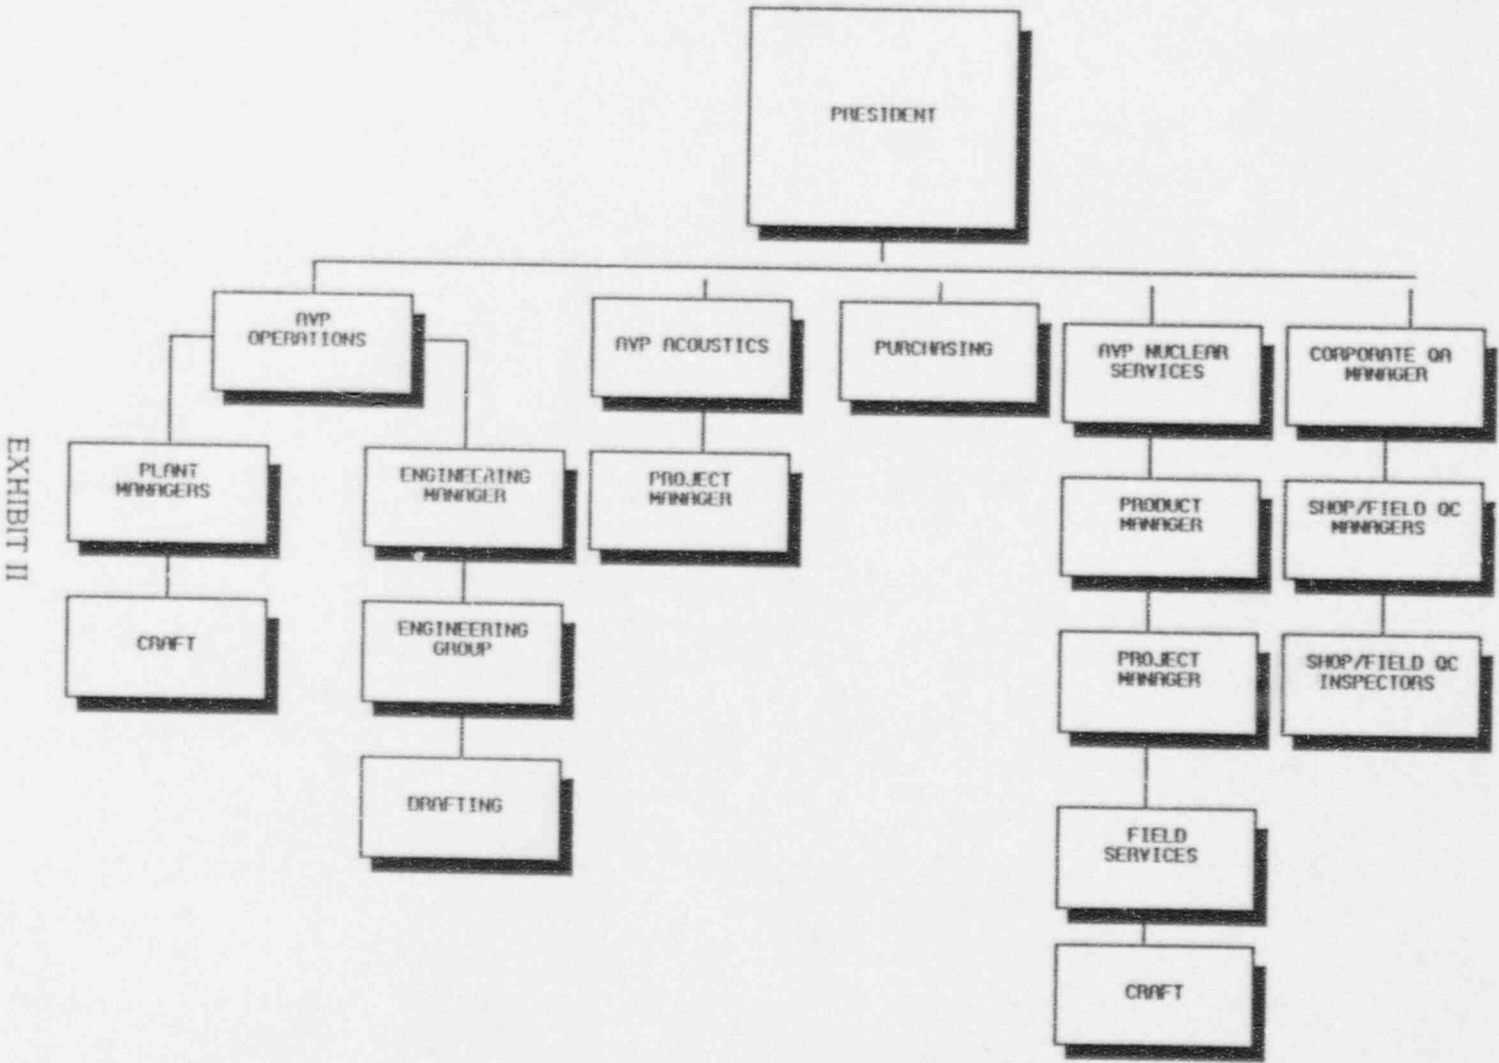 PRESIDENT
AVP
OPERATIONS
AVP ACOUSTICS
PURCHASING
AVP NUCLEAR
SERVICES
CORPORATE QA
MANAGER
PLANT
MANAGERS
ENGINEERING
MANAGER
PROJECT
MANAGER
PRODUCT
MANAGER
SHOP/FIELD QC
MANAGERS
CRAFT
ENGINEERING
GROUP
PROJECT
MANAGER
SHOP/FIELD QC
INSPECTORS
DRAFTING
FIELD
SERVICES
CRAFT
EXHIBIT II